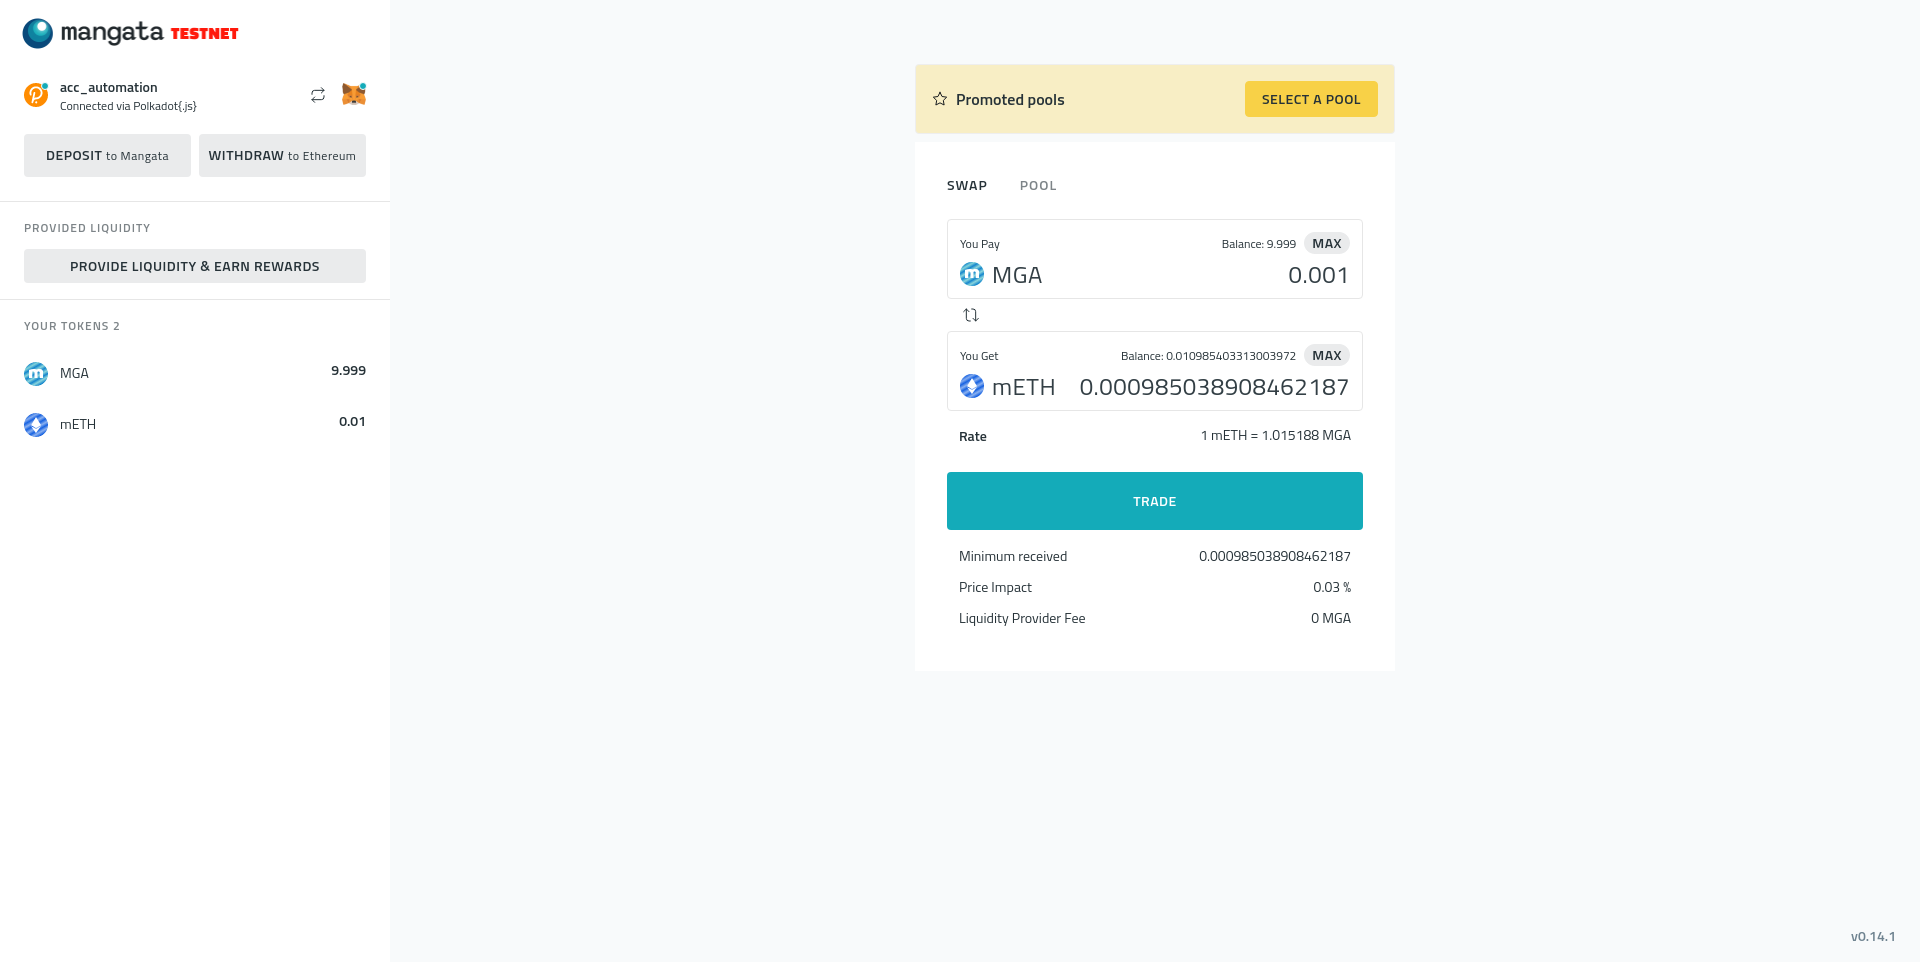 mangata TESTNET
acc_automation
Connected via Polkadot{.js}
DEPOSIT to Mangata
WITHDRAW to Ethereum
PROVIDED LIQUIDITY
PROVIDE LIQUIDITY & EARN REWARDS
YOUR TOKENS 2
MGA 9.999
mETH 0.01
Promoted pools
SELECT A POOL
SWAP POOL
You Pay Balance: 9.999 MAX
MGA 0.001
You Get Balance: 0.010985403313003972 MAX
mETH 0.000985038908462187
Rate 1 mETH = 1.015188 MGA
TRADE
Minimum received 0.000985038908462187
Price Impact 0.03 %
Liquidity Provider Fee 0 MGA
v0.14.1